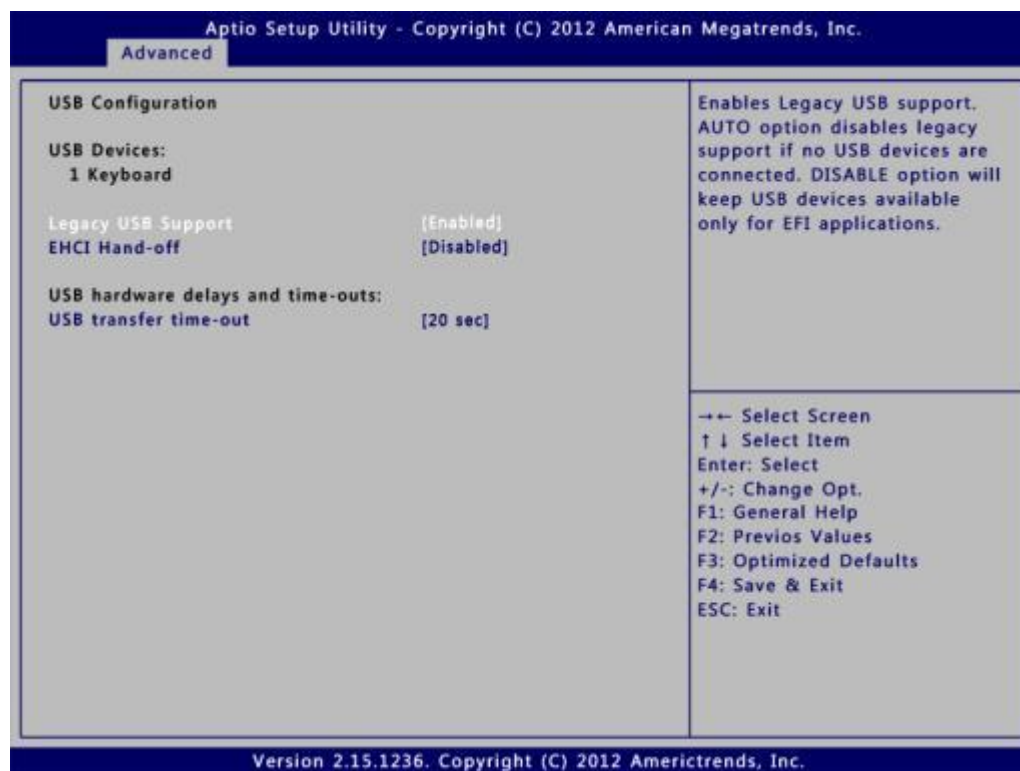 Aptio Setup Utility - Copyright (C) 2012 American Megatrends, Inc.
Advanced
USB Configuration
USB Devices:
1 Keyboard
Legacy USB Support [Enabled]
EHCI Hand-off [Disabled]
USB hardware delays and time-outs:
USB transfer time-out [20 sec]
Enables Legacy USB support.
AUTO option disables legacy
support if no USB devices are
connected. DISABLE option will
keep USB devices available
only for EFI applications.
→← Select Screen
↑↓ Select Item
Enter: Select
+/-: Change Opt.
F1: General Help
F2: Previos Values
F3: Optimized Defaults
F4: Save & Exit
ESC: Exit
Version 2.15.1236. Copyright (C) 2012 Americtrends, Inc.